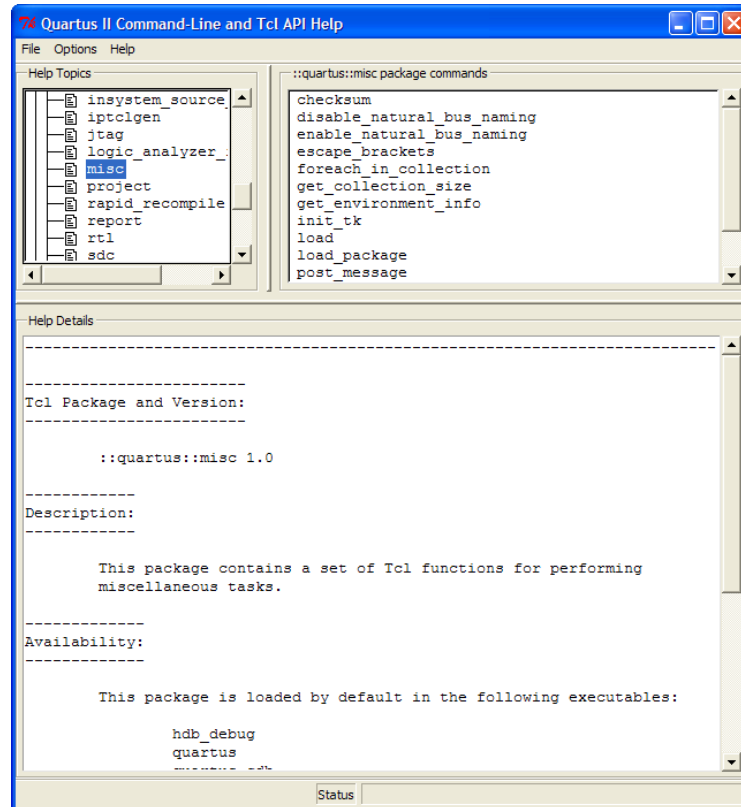 Quartus II Command-Line and Tcl API Help
File Options Help
Help Topics
insystem_source_
iptclgen
jtag
logic_analyzer_
misc
project
rapid_recompile
report
rtl
sdc
::quartus::misc package commands
checksum
disable_natural_bus_naming
enable_natural_bus_naming
escape_brackets
foreach_in_collection
get_collection_size
get_environment_info
init_tk
load
load_package
post_message
Help Details
---------------------------------------------------------------------------
------------------------
Tcl Package and Version:
------------------------
::quartus::misc 1.0
------------
Description:
------------
This package contains a set of Tcl functions for performing
miscellaneous tasks.
-------------
Availability:
-------------
This package is loaded by default in the following executables:
hdb_debug
quartus
Status